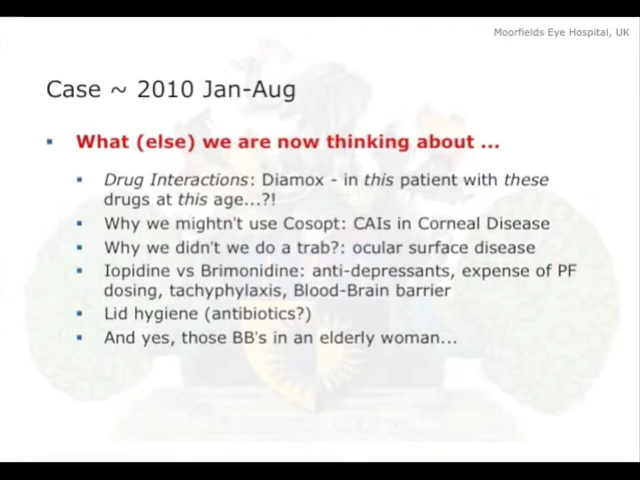 Moorfields Eye Hospital, UK
Case ~ 2010 Jan-Aug
What (else) we are now thinking about ...
Drug Interactions: Diamox - in this patient with these
drugs at this age...?!
Why we mightn't use Cosopt: CAIs in Corneal Disease
Why we didn't we do a trab?: ocular surface disease
Iopidine vs Brimonidine: anti-depressants, expense of PF
dosing, tachyphylaxis, Blood-Brain barrier
Lid hygiene (antibiotics?)
And yes, those BB's in an elderly woman...